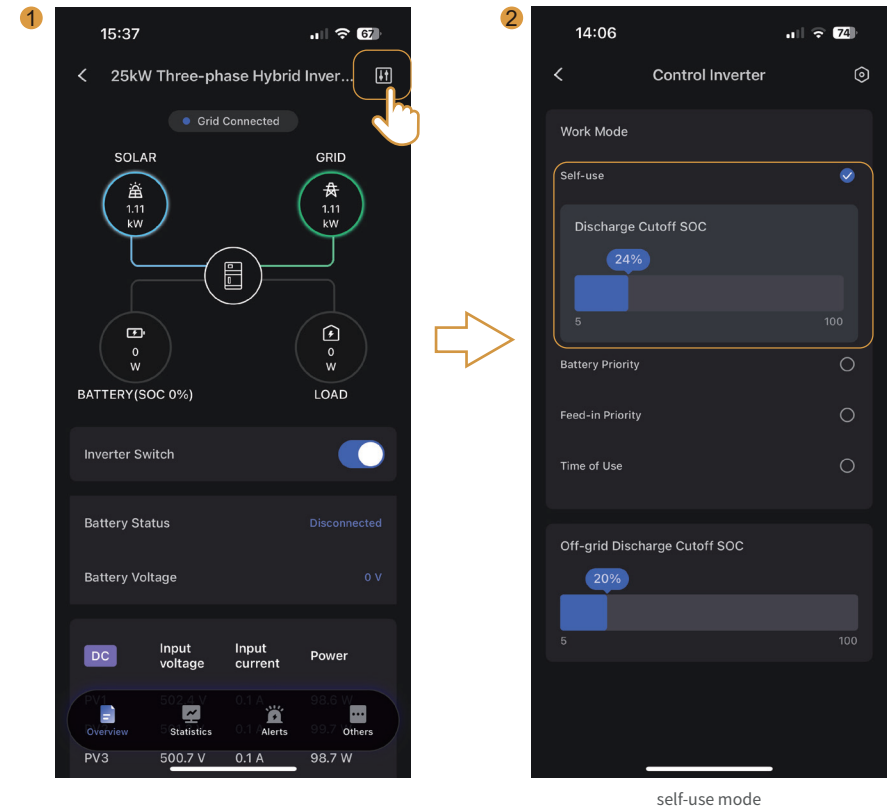 1
15:37
67
25kW Three-phase Hybrid Inver...
Grid Connected
SOLAR
GRID
1.11
kW
1.11
kW
0
W
0
W
BATTERY(SOC 0%)
LOAD
Inverter Switch
Battery Status
Disconnected
Battery Voltage
0 V
DC
Input voltage
Input current
Power
PV1 502.4 V 0.1 A 98.6 W
0.1 A 99.7
Overview
Statistics
Alerts
Others
PV3 500.7 V 0.1 A 98.7 W
2
14:06
74
Control Inverter
Work Mode
Self-use
Discharge Cutoff SOC
24%
5
100
Battery Priority
Feed-in Priority
Time of Use
Off-grid Discharge Cutoff SOC
20%
5
100
self-use mode